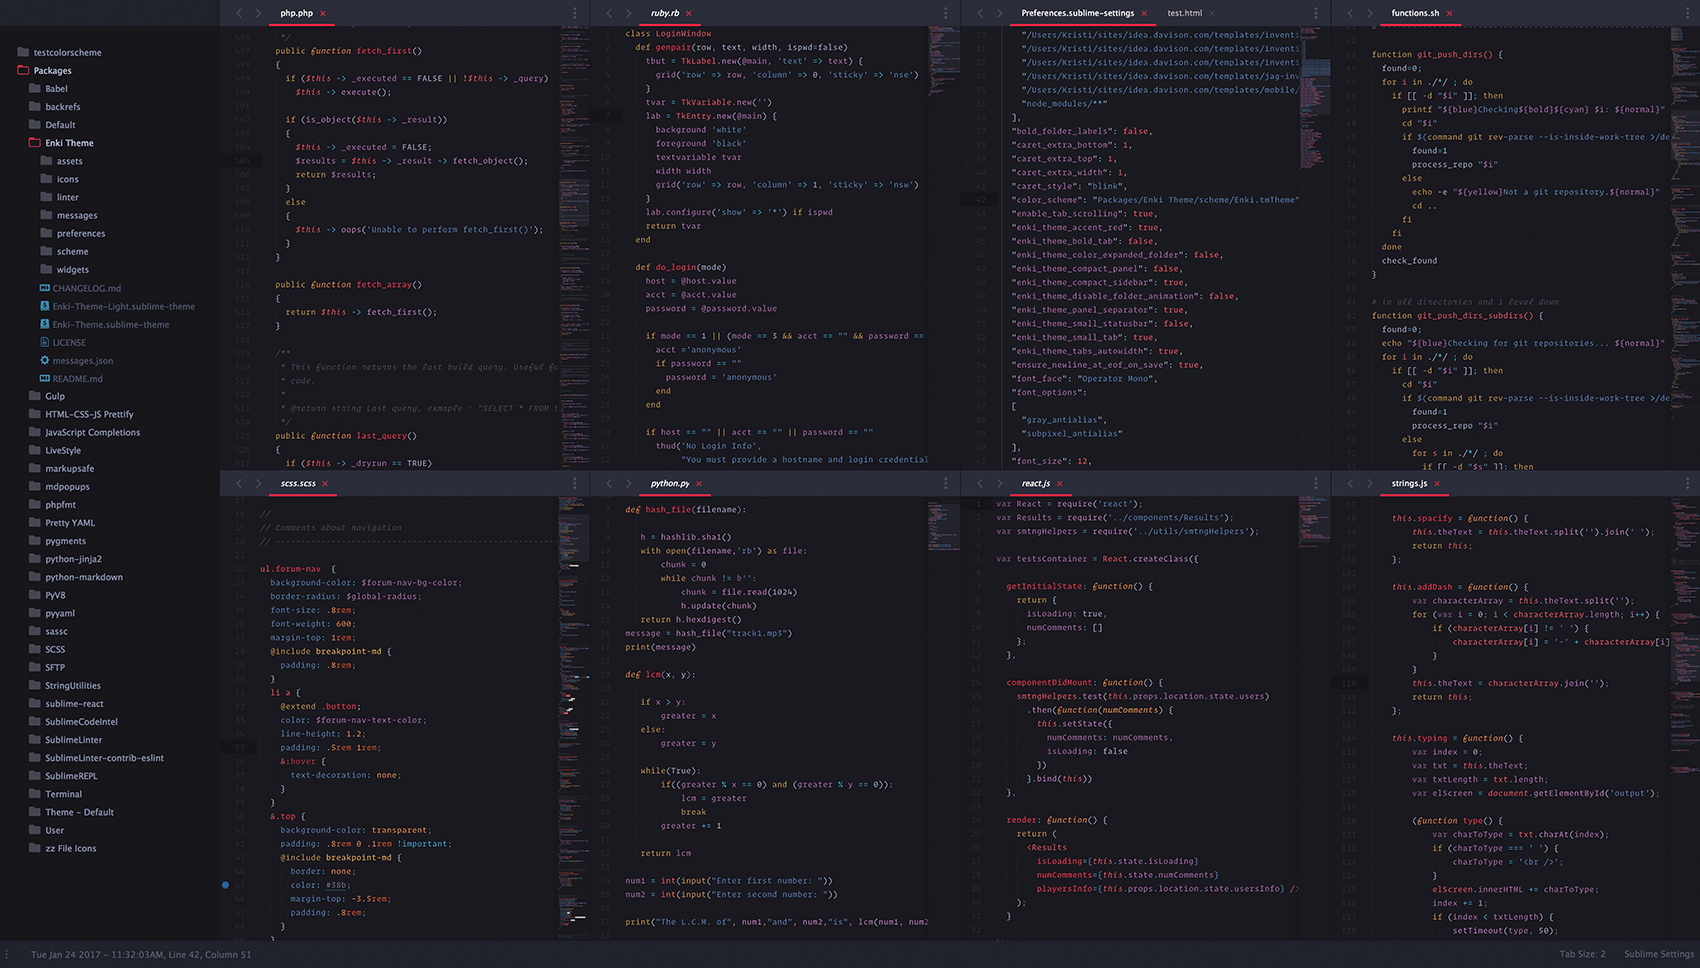 testcolorscheme
Packages
Babel
backrefs
Default
Enki Theme
assets
icons
linter
messages
preferences
scheme
widgets
CHANGELOG.md
Enki-Theme-Light.sublime-theme
Enki-Theme.sublime-theme
LICENSE
messages.json
README.md
Gulp
HTML-CSS-JS Prettify
JavaScript Completions
LiveStyle
markupsafe
mdpopups
phpfmt
Pretty YAML
pygments
python-jinja2
python-markdown
PyV8
pyyaml
sassc
SCSS
SFTP
StringUtilities
sublime-react
SublimeCodeIntel
SublimeLinter
SublimeLinter-contrib-eslint
SublimeREPL
Terminal
Theme – Default
User
zz File Icons
php.php ×
*/
public function fetch_first()
{
if ($this -> _executed == FALSE || !$this -> _query)
$this -> execute();
if (is_object($this -> _result))
{
$this -> _executed = FALSE;
$results = $this -> _result -> fetch_object();
return $results;
}
else
{
$this -> oops('Unable to perform fetch_first()');
}
}
public function fetch_array()
{
return $this -> fetch_first();
}
/**
* This function returns the last build query. Useful fo
* code.
*
* @return string Last query, exmaple : "SELECT * FROM t
*/
public function last_query()
{
if ($this -> _dryrun == TRUE)
ruby.rb ×
class LoginWindow
def genpair(row, text, width, ispwd=false)
tbut = TkLabel.new(@main, 'text' => text) {
grid('row' => row, 'column' => 0, 'sticky' => 'nse')
}
tvar = TkVariable.new('')
lab = TkEntry.new(@main) {
background 'white'
foreground 'black'
textvariable tvar
width width
grid('row' => row, 'column' => 1, 'sticky' => 'nsw')
}
lab.configure('show' => '*') if ispwd
return tvar
end
def do_login(mode)
host = @host.value
acct = @acct.value
password = @password.value
if mode == 1 || (mode == 3 && acct == "" && password ==
acct ='anonymous'
if password == ""
password = 'anonymous'
end
end
if host == "" || acct == "" || password == ""
thud('No Login Info',
"You must provide a hostname and login credential
Preferences.sublime-settings × test.html ×
"/Users/Kristi/sites/idea.davison.com/templates/inventi
"/Users/Kristi/sites/idea.davison.com/templates/inventi
"/Users/Kristi/sites/idea.davison.com/templates/inventi
"/Users/Kristi/sites/idea.davison.com/templates/jag-inv
"/Users/Kristi/sites/idea.davison.com/templates/mobile/
"node_modules/**"
],
"bold_folder_labels": false,
"caret_extra_bottom": 1,
"caret_extra_top": 1,
"caret_extra_width": 1,
"caret_style": "blink",
42 "color_scheme": "Packages/Enki Theme/scheme/Enki.tmTheme"
"enable_tab_scrolling": true,
"enki_theme_accent_red": true,
"enki_theme_bold_tab": false,
"enki_theme_color_expanded_folder": false,
"enki_theme_compact_panel": false,
"enki_theme_compact_sidebar": true,
"enki_theme_disable_folder_animation": false,
"enki_theme_panel_separator": true,
"enki_theme_small_statusbar": false,
"enki_theme_small_tab": true,
"enki_theme_tabs_autowidth": true,
"ensure_newline_at_eof_on_save": true,
"font_face": "Operator Mono",
"font_options":
[
"gray_antialias",
"subpixel_antialias"
],
"font_size": 12,
functions.sh ×
function git_push_dirs() {
found=0;
for i in ./*/ ; do
if [[ -d "$i" ]]; then
printf "${blue}Checking${bold}${cyan} $i: ${normal}"
cd "$i"
if $(command git rev-parse --is-inside-work-tree >/de
found=1
process_repo "$i"
else
echo -e "${yellow}Not a git repository.${normal}"
cd ..
fi
fi
done
check_found
}
# in all directories and 1 level down
function git_push_dirs_subdirs() {
found=0;
echo "${blue}Checking for git repositories... ${normal}"
for i in ./*/ ; do
if [[ -d "$i" ]]; then
cd "$i"
if $(command git rev-parse --is-inside-work-tree >/de
found=1
process_repo "$i"
else
for s in ./*/ ; do
if [[ -d "$s" ]]; then
scss.scss ×
//
// Comments about navigation
// --------------------------------------------------------
ul.forum-nav {
background-color: $forum-nav-bg-color;
border-radius: $global-radius;
font-size: .8rem;
font-weight: 600;
margin-top: 1rem;
@include breakpoint-md {
padding: .8rem;
}
li a {
@extend .button;
color: $forum-nav-text-color;
line-height: 1.2;
padding: .5rem 1rem;
&:hover {
text-decoration: none;
}
}
&.top {
background-color: transparent;
padding: .8rem 0 .1rem !important;
@include breakpoint-md {
border: none;
color: #38b;
margin-top: -3.5rem;
padding: .8rem;
}
}
python.py ×
def hash_file(filename):
h = hashlib.sha1()
with open(filename,'rb') as file:
chunk = 0
while chunk != b'':
chunk = file.read(1024)
h.update(chunk)
return h.hexdigest()
message = hash_file("track1.mp3")
print(message)
def lcm(x, y):
if x > y:
greater = x
else:
greater = y
while(True):
if((greater % x == 0) and (greater % y == 0)):
lcm = greater
break
greater += 1
return lcm
num1 = int(input("Enter first number: "))
num2 = int(input("Enter second number: "))
print("The L.C.M. of", num1,"and", num2,"is", lcm(num1, num2
react.js ×
var React = require('react');
var Results = require('../components/Results');
var smtngHelpers = require('../utils/smtngHelpers');
var testsContainer = React.createClass({
getInitialState: function() {
return {
isLoading: true,
numComments: []
};
},
componentDidMount: function() {
smtngHelpers.test(this.props.location.state.users)
.then(function(numComments) {
this.setState({
numComments: numComments,
isLoading: false
})
}.bind(this))
},
render: function() {
return (
<Results
isLoading={this.state.isLoading}
numComments={this.state.numComments}
playersInfo={this.props.location.state.usersInfo} />
);
}
strings.js ×
this.spacify = function() {
this.theText = this.theText.split('').join(' ');
return this;
};
this.addDash = function() {
var characterArray = this.theText.split('');
for (var i = 0; i < characterArray.length; i++) {
if (characterArray[i] != ' ') {
characterArray[i] = '-' + characterArray[i]
}
}
this.theText = characterArray.join('');
return this;
};
this.typing = function() {
var index = 0;
var txt = this.theText;
var txtLength = txt.length;
var elScreen = document.getElementById('output');
(function type() {
var charToType = txt.charAt(index);
if (charToType === ' ') {
charToType = '<br />';
}
elScreen.innerHTML += charToType;
index += 1;
if (index < txtLength) {
setTimeout(type, 50);
Tue Jan 24 2017 – 11:32:03AM, Line 42, Column 51
Tab Size: 2 Sublime Settings